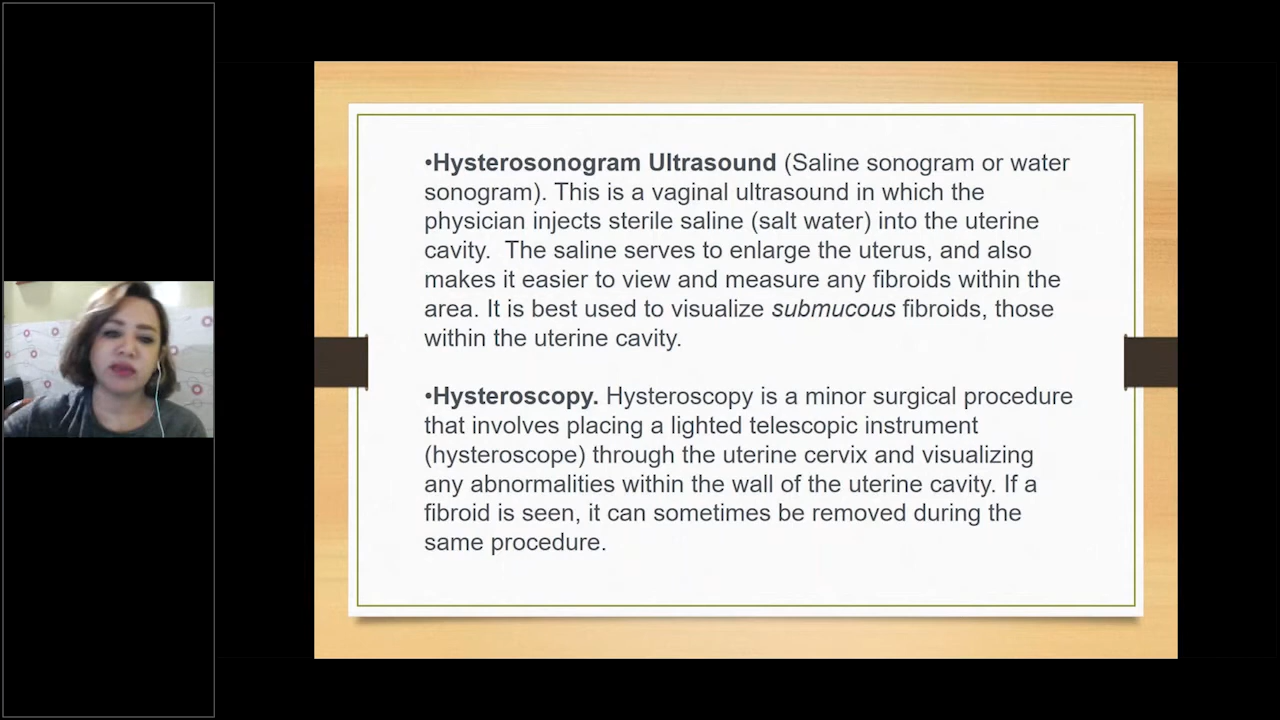 •Hysterosonogram Ultrasound (Saline sonogram or water
sonogram). This is a vaginal ultrasound in which the
physician injects sterile saline (salt water) into the uterine
cavity.  The saline serves to enlarge the uterus, and also
makes it easier to view and measure any fibroids within the
area. It is best used to visualize submucous fibroids, those
within the uterine cavity.
•Hysteroscopy. Hysteroscopy is a minor surgical procedure
that involves placing a lighted telescopic instrument
(hysteroscope) through the uterine cervix and visualizing
any abnormalities within the wall of the uterine cavity. If a
fibroid is seen, it can sometimes be removed during the
same procedure.